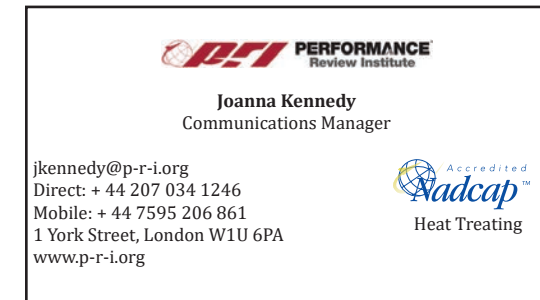 PRI PERFORMANCE
Review Institute
Joanna Kennedy
Communications Manager
jkennedy@p-r-i.org
Direct: + 44 207 034 1246
Mobile: + 44 7595 206 861
1 York Street, London W1U 6PA
www.p-r-i.org
Accredited
Nadcap™
Heat Treating